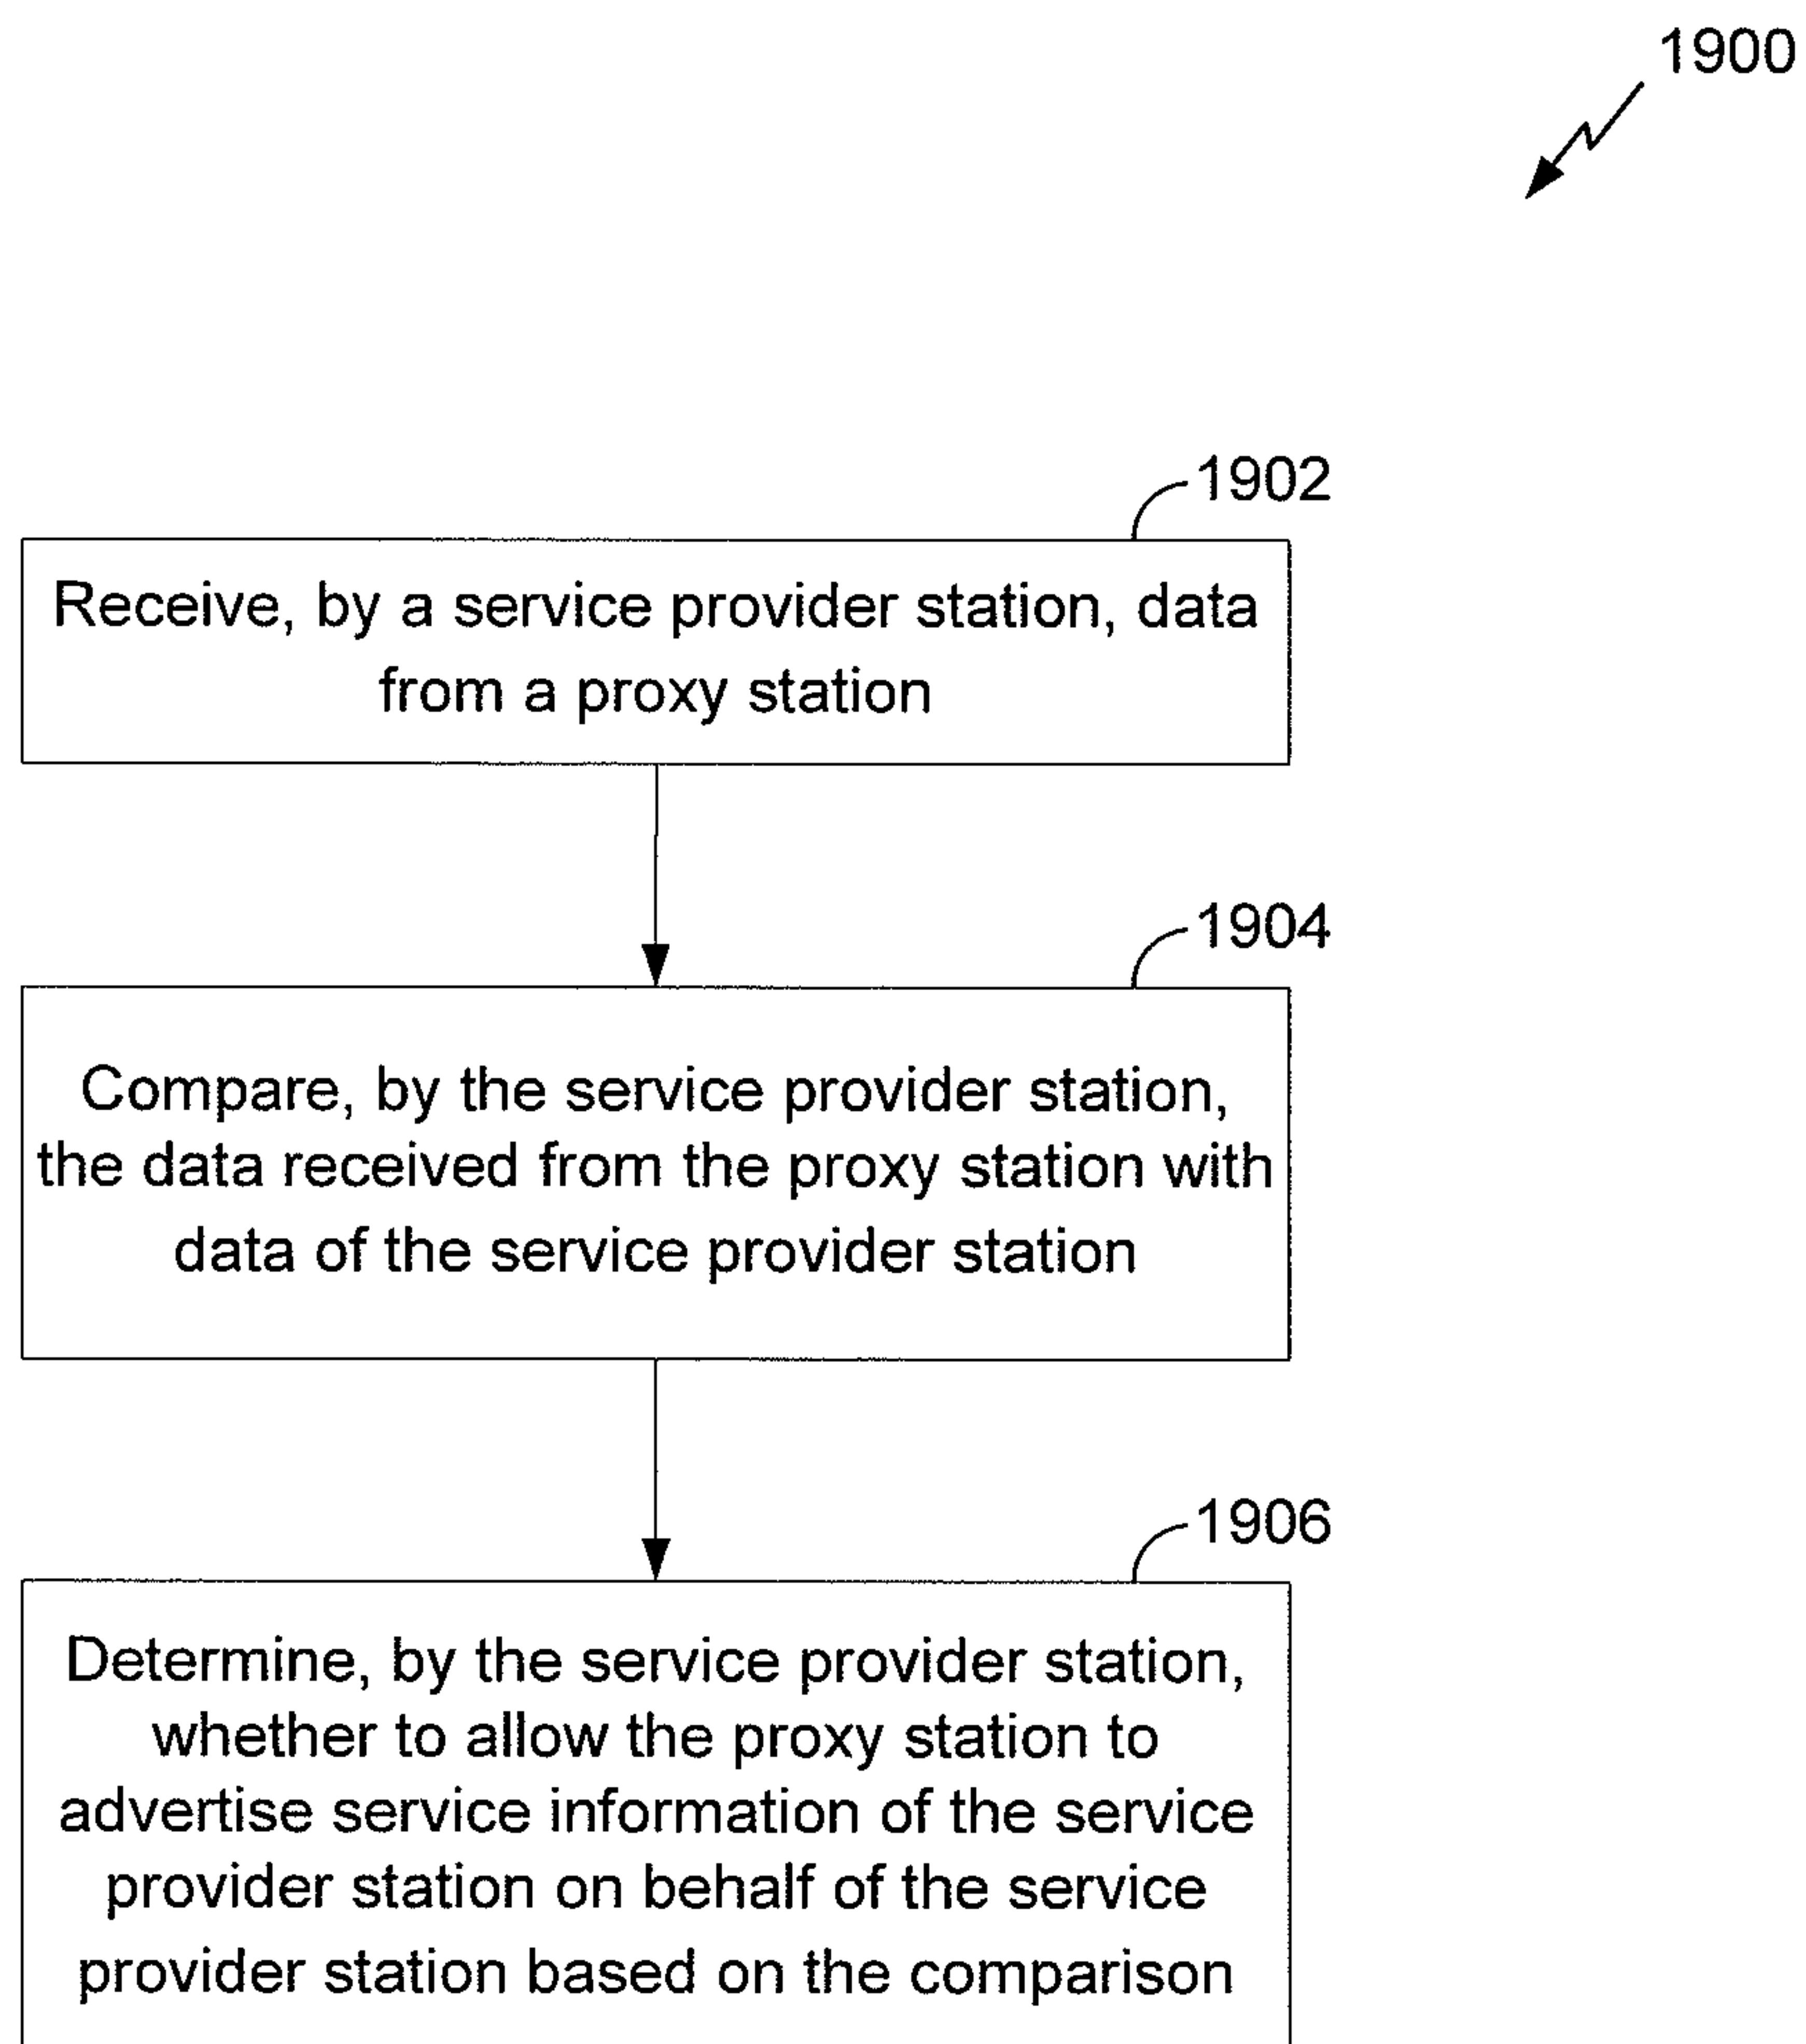 1900
1902
Receive, by a service provider station, data
from a proxy station
1904
Compare, by the service provider station,
the data received from the proxy station with
data of the service provider station
1906
Determine, by the service provider station,
whether to allow the proxy station to
advertise service information of the service
provider station on behalf of the service
provider station based on the comparison